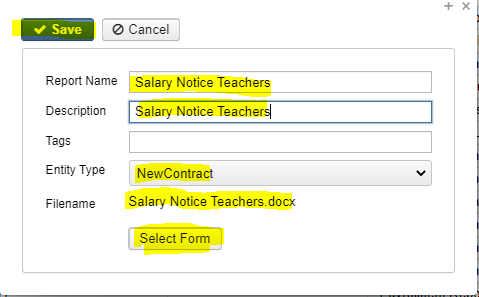 Save Cancel
Report Name Salary Notice Teachers
Description Salary Notice Teachers
Tags
Entity Type NewContract
Filename Salary Notice Teachers.docx
Select Form